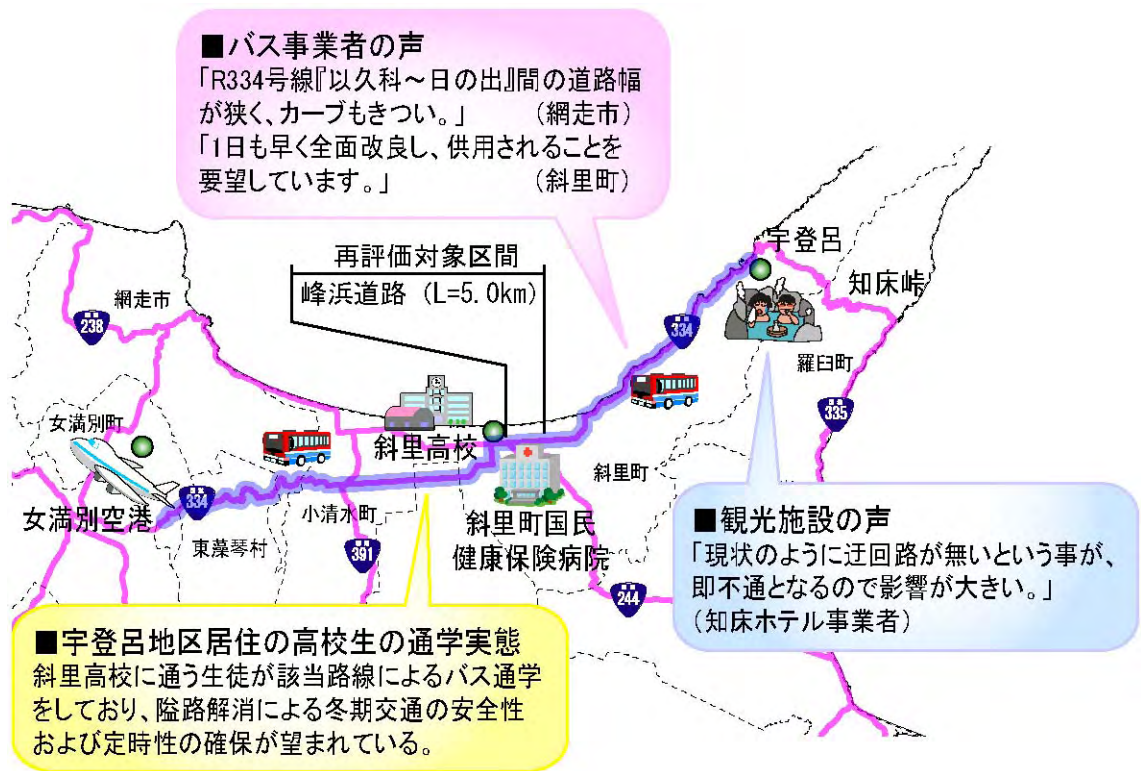 ■バス事業者の声
「R334号線『以久科～日の出』間の道路幅
が狭く、カーブもきつい。」　（網走市）
「1日も早く全面改良し、供用されることを
要望しています。」　（斜里町）
再評価対象区間
峰浜道路（L=5.0km）
宇登呂
知床峠
羅臼町
網走市
238
334
335
女満別町
斜里高校
斜里町
女満別空港
334
東藻琴村
小清水町
391
斜里町国民
健康保険病院
244
■観光施設の声
「現状のように迂回路が無いという事が、
即不通となるので影響が大きい。」
（知床ホテル事業者）
■宇登呂地区居住の高校生の通学実態
斜里高校に通う生徒が該当路線によるバス通学
をしており、隘路解消による冬期交通の安全性
および定時性の確保が望まれている。